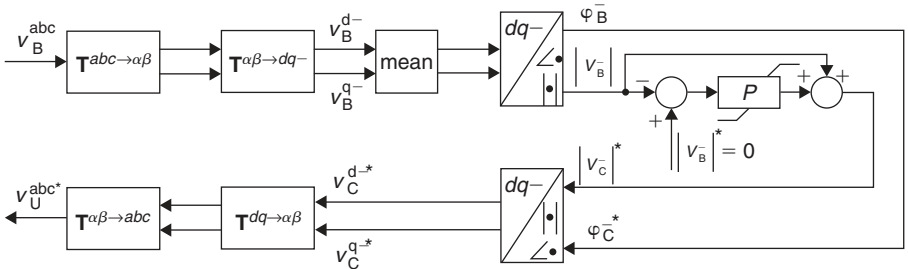 v_B^abc
T^abc→αβ
T^αβ→dq−
v_B^d−
v_B^q−
mean
dq−
∠•
|•|
φ_B^−
|V_B^−|
−
+
P
+
+
|V_B^−|^* = 0
v_U^abc*
T^αβ→abc
T^dq→αβ
v_C^d−*
v_C^q−*
dq−
|•|
∠•
|V_C^−|^*
φ_C^−*